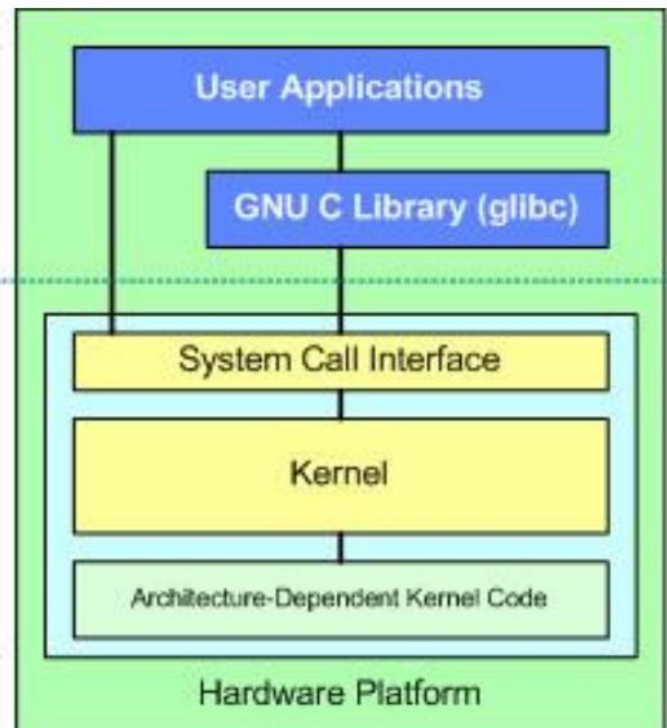 User Applications
GNU C Library (glibc)
System Call Interface
Kernel
Architecture-Dependent Kernel Code
Hardware Platform